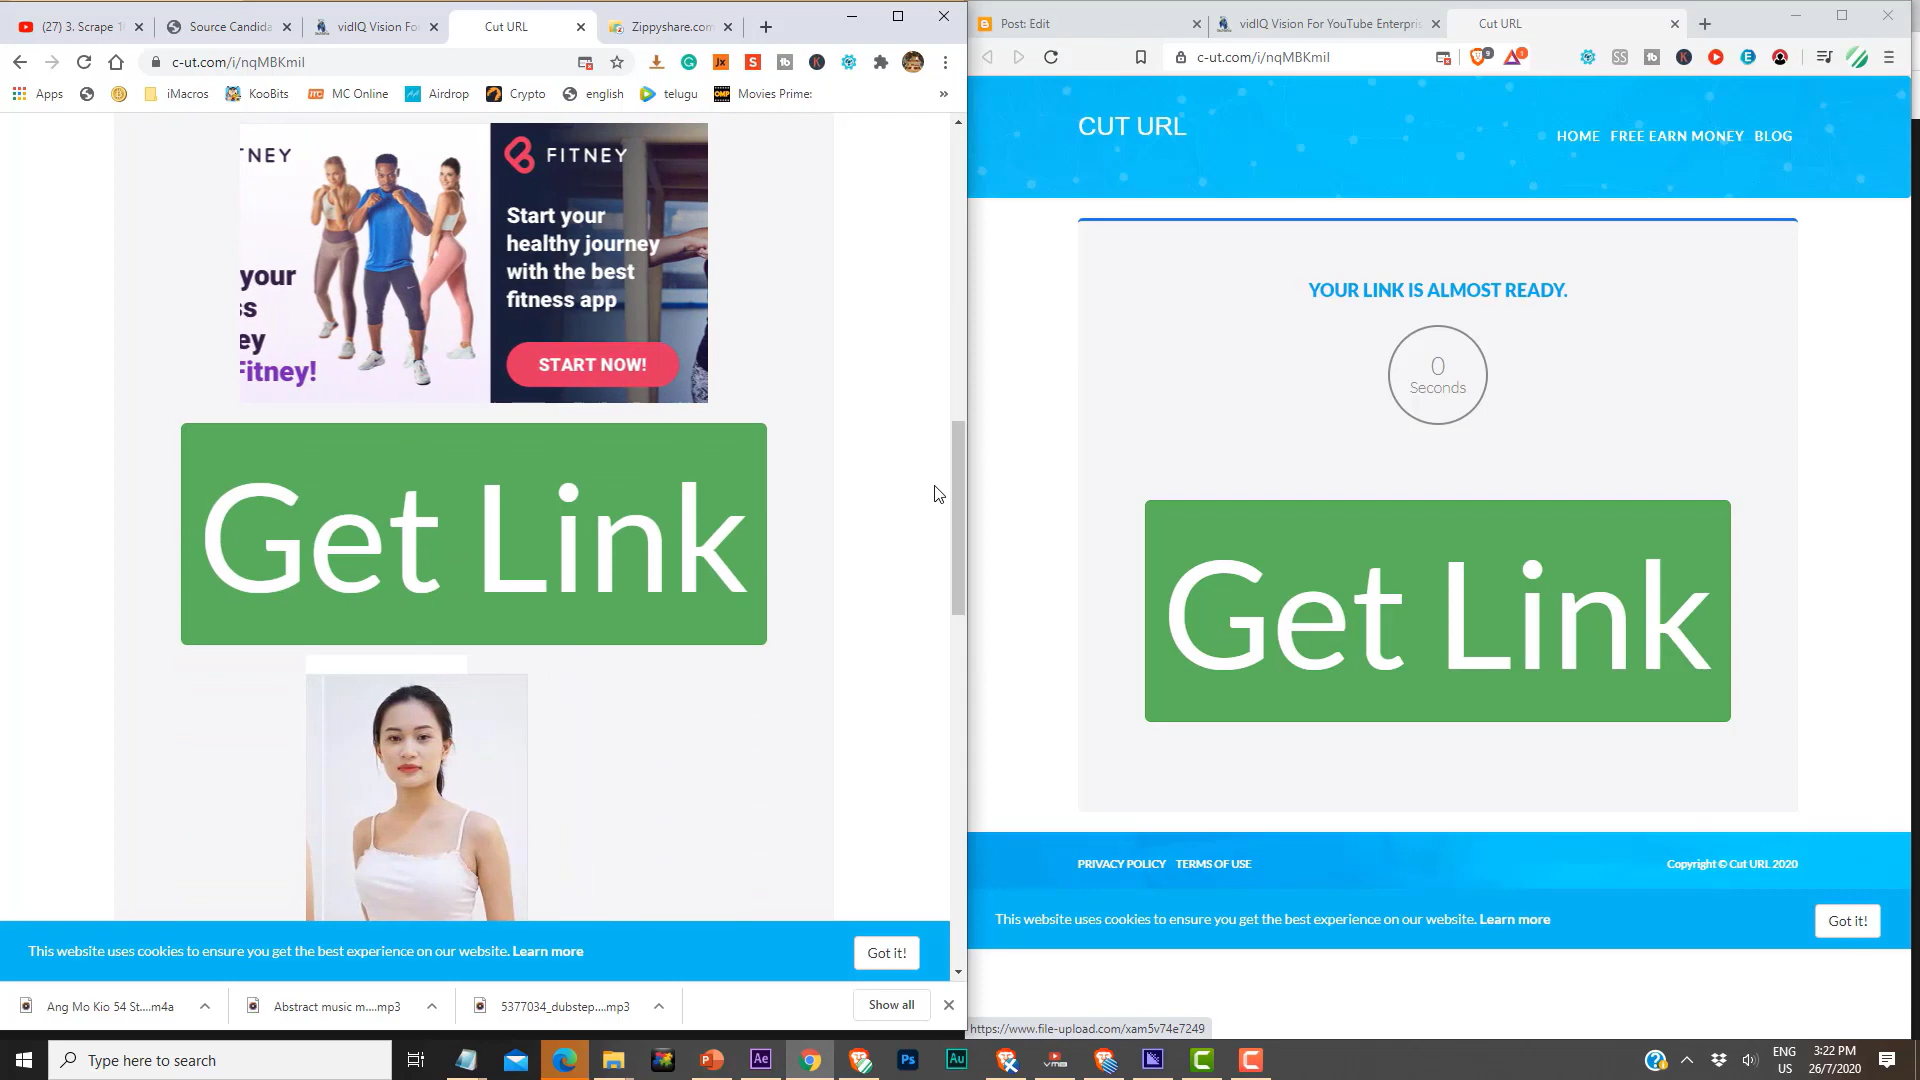 (27) 3. Scrape 1
Source Candida
vidIQ Vision Fo
Cut URL
Zippyshare.com
c-ut.com/i/nqMBKmil
Apps
iMacros
KooBits
MC Online
Airdrop
Crypto
english
telugu
Movies Prime:
»
TNEY
your
ss
ey
Fitney!
FITNEY
Start your
healthy journey
with the best
fitness app
START NOW!
Get Link
This website uses cookies to ensure you get the best experience on our website. Learn more
Got it!
Ang Mo Kio 54 St....m4a
Abstract music m....mp3
5377034_dubstep....mp3
Show all
Post: Edit
vidIQ Vision For YouTube Enterpris
Cut URL
c-ut.com/i/nqMBKmil
CUT URL
HOME FREE EARN MONEY BLOG
YOUR LINK IS ALMOST READY.
0
Seconds
Get Link
PRIVACY POLICY TERMS OF USE
Copyright © Cut URL 2020
This website uses cookies to ensure you get the best experience on our website. Learn more
Got it!
https://www.file-upload.com/xam5v74e7249
Type here to search
ENG
US
3:22 PM
26/7/2020